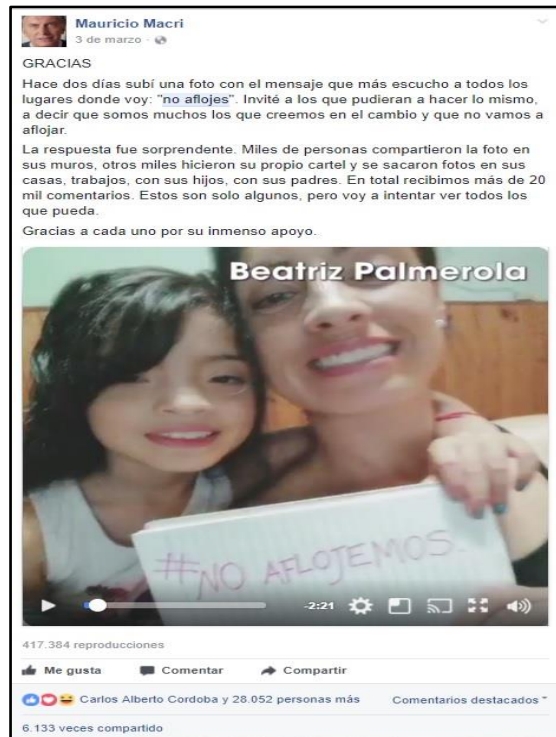 Mauricio Macri
3 de marzo ·
GRACIAS
Hace dos días subí una foto con el mensaje que más escucho a todos los
lugares donde voy: "no aflojes". Invité a los que pudieran a hacer lo mismo,
a decir que somos muchos los que creemos en el cambio y que no vamos a
aflojar.
La respuesta fue sorprendente. Miles de personas compartieron la foto en
sus muros, otros miles hicieron su propio cartel y se sacaron fotos en sus
casas, trabajos, con sus hijos, con sus padres. En total recibimos más de 20
mil comentarios. Estos son solo algunos, pero voy a intentar ver todos los
que pueda.
Gracias a cada uno por su inmenso apoyo.
Beatriz Palmerola
#NO AFLOJEMOS.
-2:21
417.384 reproducciones
Me gusta Comentar Compartir
Carlos Alberto Cordoba y 28.052 personas más Comentarios destacados
6.133 veces compartido